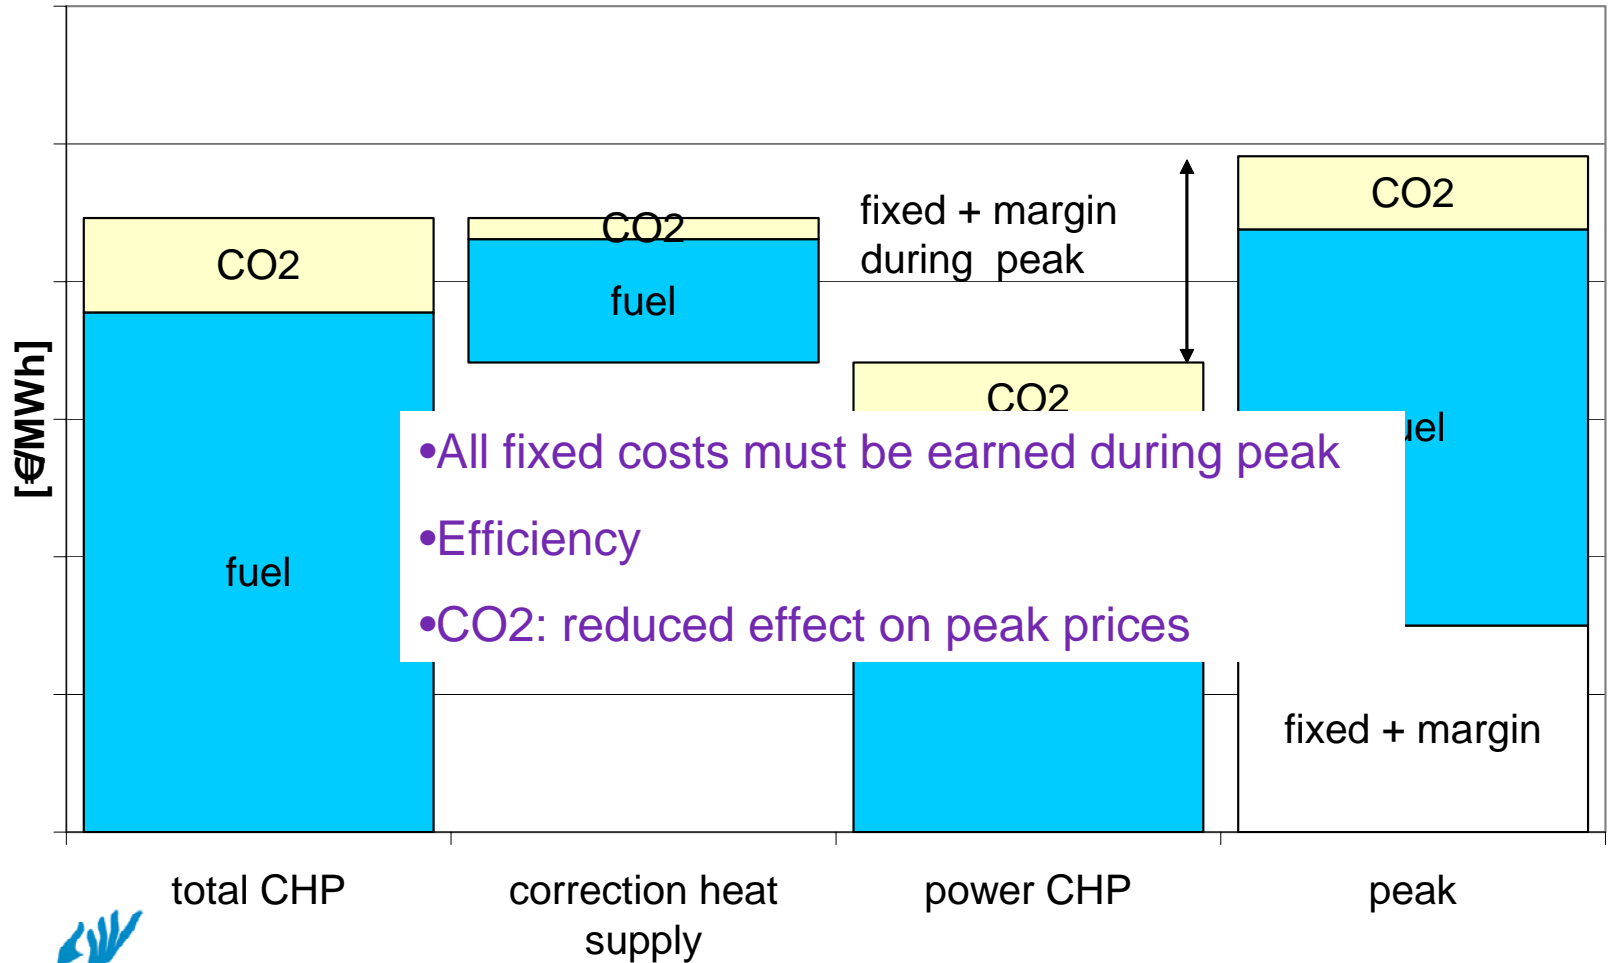 [€/MWh]
CO2
fuel
CO2
fuel
fixed + margin
during peak
CO2
CO2
fixed + margin
•All fixed costs must be earned during peak
•Efficiency
•CO2: reduced effect on peak prices
total CHP
correction heat
supply
power CHP
peak